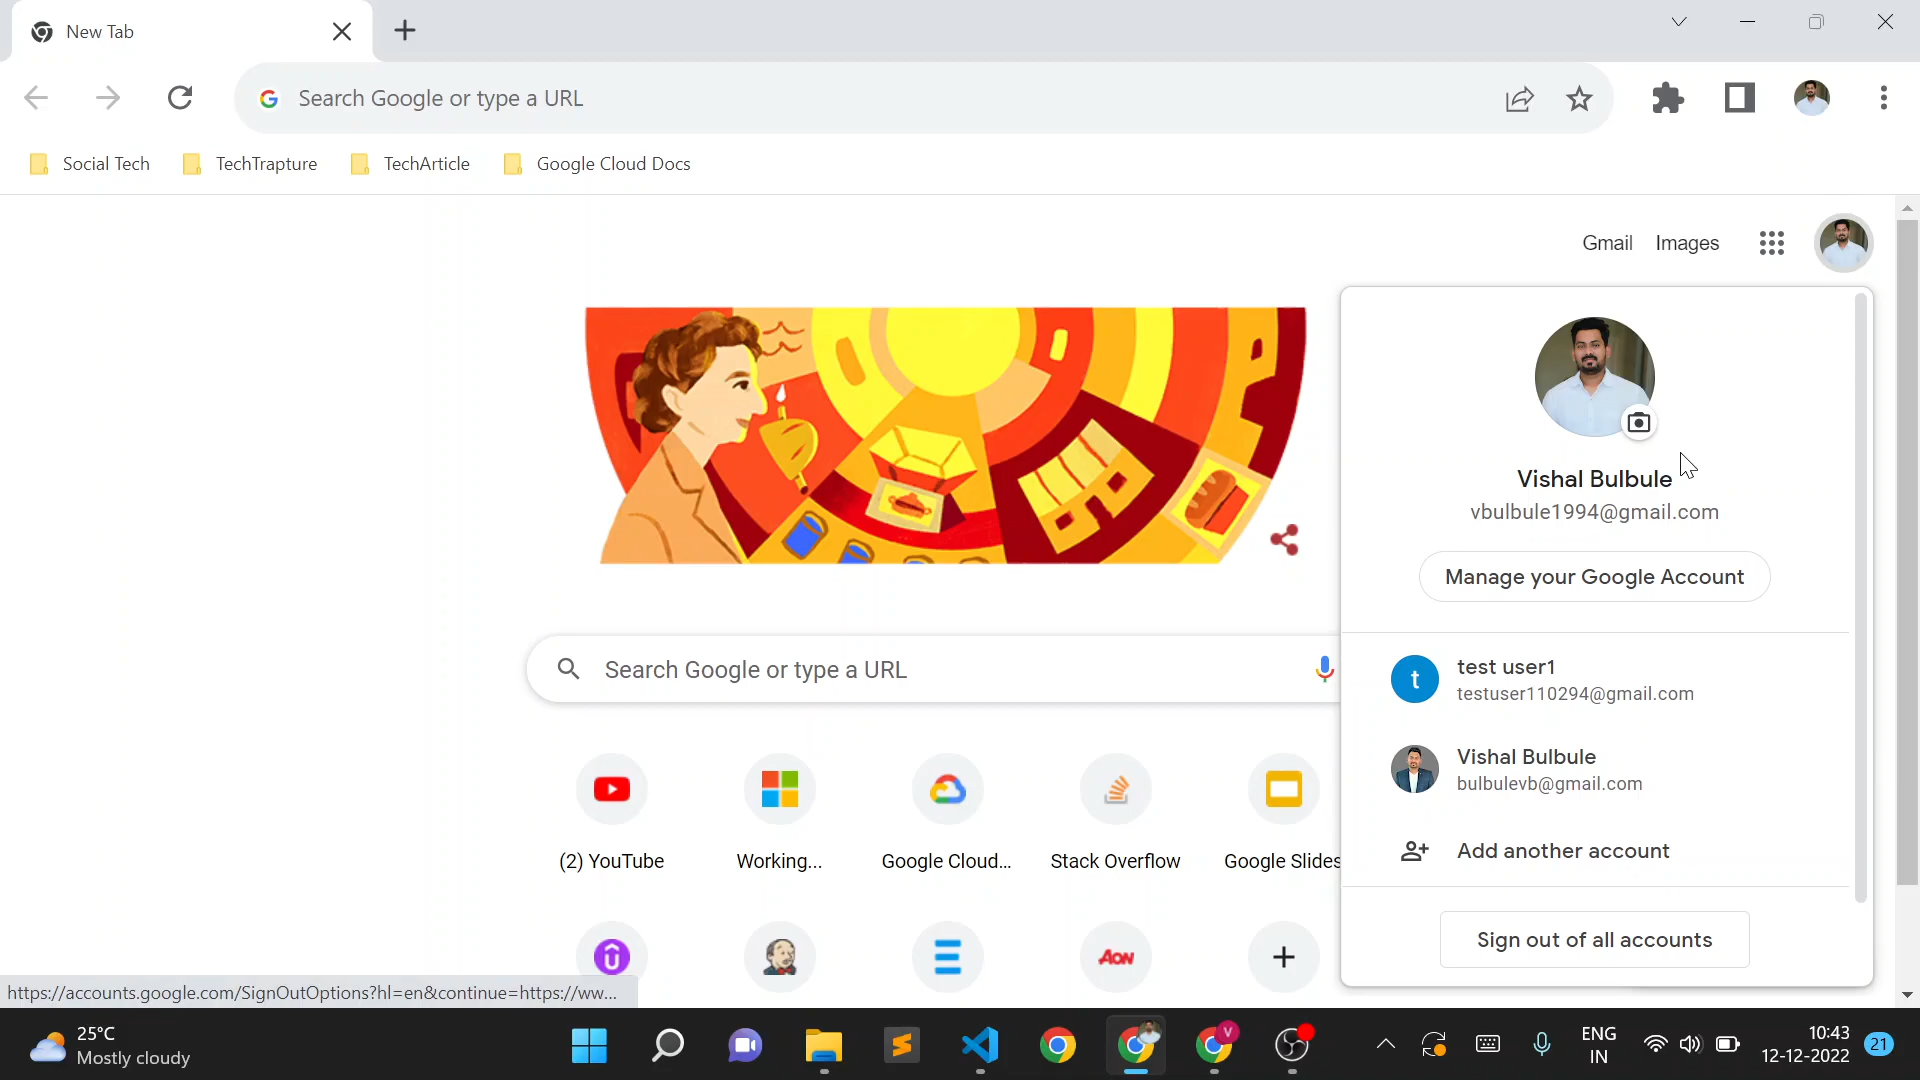 New Tab
Search Google or type a URL
Social Tech
TechTrapture
TechArticle
Google Cloud Docs
Gmail
Images
Vishal Bulbule
vbulbule1994@gmail.com
Manage your Google Account
Search Google or type a URL
test user1
testuser110294@gmail.com
Vishal Bulbule
bulbulevb@gmail.com
(2) YouTube
Working...
Google Cloud...
Stack Overflow
Google Slides
Add another account
AON
Sign out of all accounts
https://accounts.google.com/SignOutOptions?hl=en&continue=https://ww...
25°C
Mostly cloudy
V
ENG
IN
10:43
12-12-2022
21
t